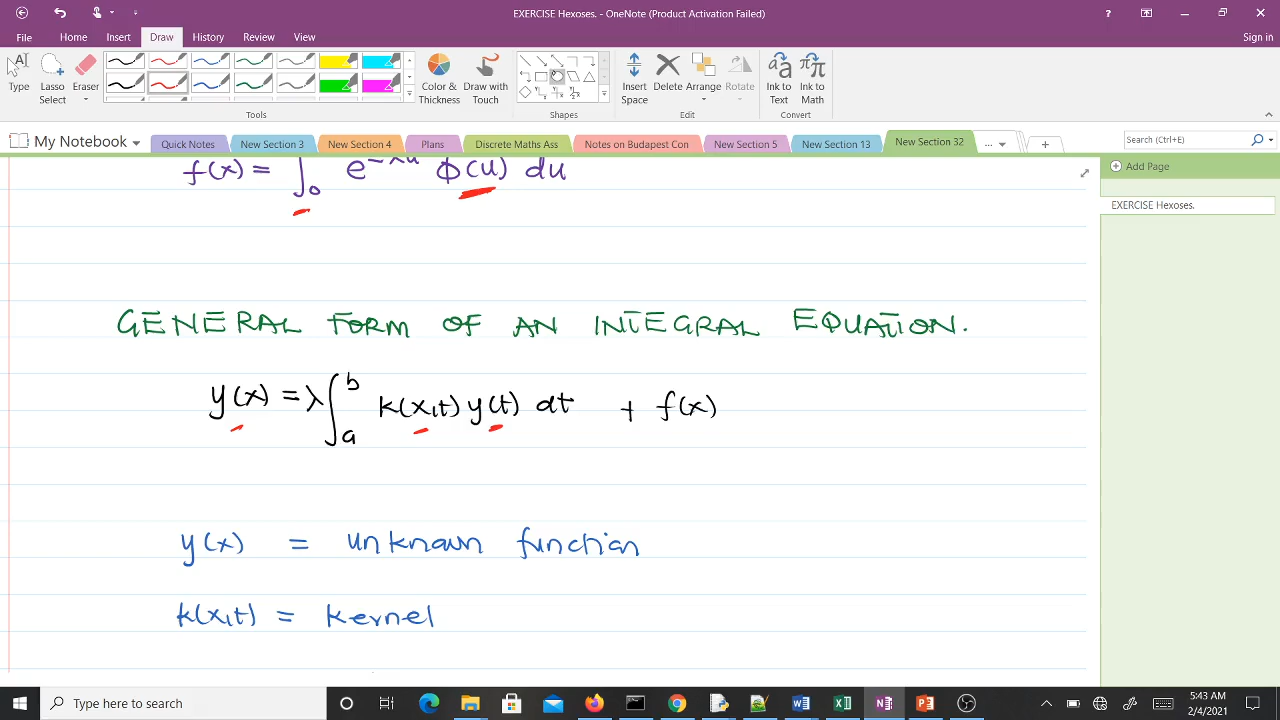 EXERCISE Hexoses. - OneNote (Product Activation Failed)
File Home Insert Draw History Review View
Sign in
Type
Lasso Select
Eraser
Color & Thickness
Draw with Touch
Insert Space
Delete
Arrange
Rotate
Ink to Text
Ink to Math
Tools Shapes Edit Convert
My Notebook Quick Notes New Section 3 New Section 4 Plans Discrete Maths Ass Notes on Budapest Con New Section 5 New Section 13 New Section 32 ... +
Search (Ctrl+E)
Add Page
EXERCISE Hexoses.
f(x) = ∫₀ e^-λu ϕ(u) du
GENERAL FORM OF AN INTEGRAL EQUATION.
y(x) = λ ∫_a^b k(x,t) y(t) dt + f(x)
y(x) = unknown function
k(x,t) = kernel
Type here to search
5:43 AM
2/4/2021